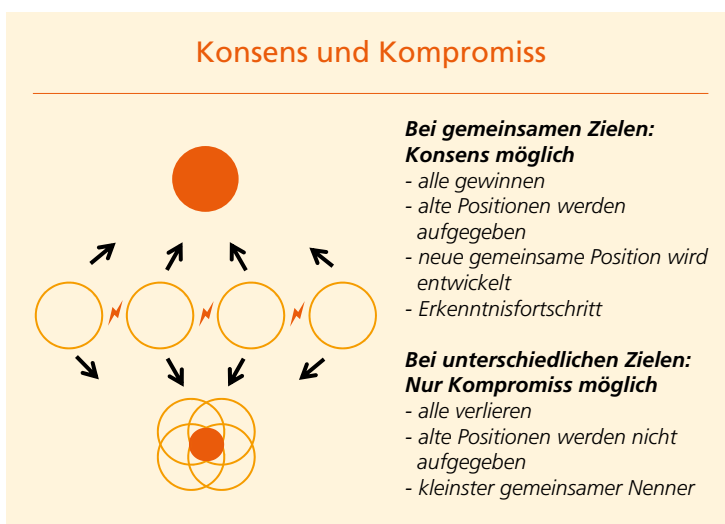 Konsens und Kompromiss
Bei gemeinsamen Zielen:
Konsens möglich
- alle gewinnen
- alte Positionen werden
aufgegeben
- neue gemeinsame Position wird
entwickelt
- Erkenntnisfortschritt
Bei unterschiedlichen Zielen:
Nur Kompromiss möglich
- alle verlieren
- alte Positionen werden nicht
aufgegeben
- kleinster gemeinsamer Nenner